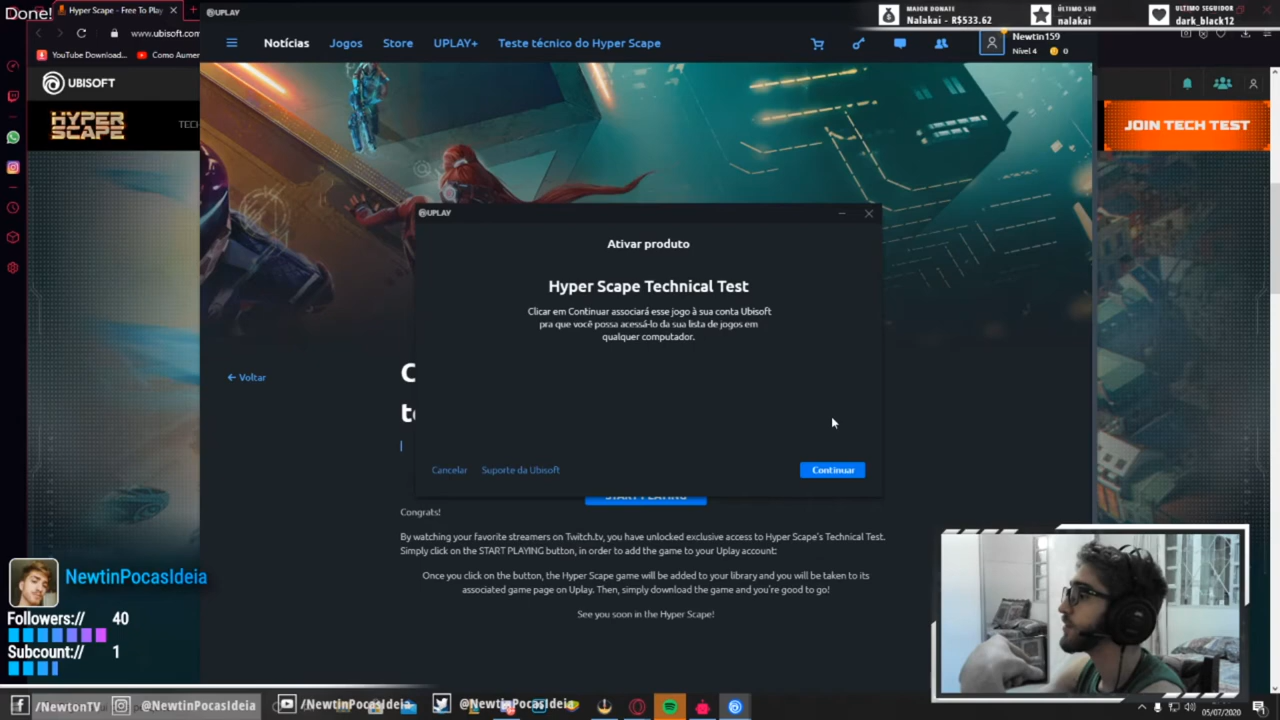 Done!
Hyper Scape - Free To Play
www.ubisoft.com
YouTube Download...
Como Aumen
UBISOFT
HYPER
SCAPE
TECH
UPLAY
MAIOR DONATE
Nalakai - R$533.62
ÚLTIMO SUB
nalakai
ÚLTIMO SEGUIDOR
dark_black12
Notícias
Jogos
Store
UPLAY+
Teste técnico do Hyper Scape
Newtin159
Nível 4
0
JOIN TECH TEST
UPLAY
Ativar produto
Hyper Scape Technical Test
Clicar em Continuar associará esse jogo à sua conta Ubisoft
pra que você possa acessá-lo da sua lista de jogos em
qualquer computador.
Voltar
Cancelar
Suporte da Ubisoft
Continuar
START PLAYING
Congrats!
By watching your favorite streamers on Twitch.tv, you have unlocked exclusive access to Hyper Scape's Technical Test.
Simply click on the START PLAYING button, in order to add the game to your Uplay account:
Once you click on the button, the Hyper Scape game will be added to your library and you will be taken to its
associated game page on Uplay. Then, simply download the game and you're good to go!
See you soon in the Hyper Scape!
NewtinPocasIdeia
Followers:// 40
Subcount:// 1
/NewtonTV
@NewtinPocasIdeia
/NewtinPocasIdeia
@NewtinPocasIdeia
05/07/2020